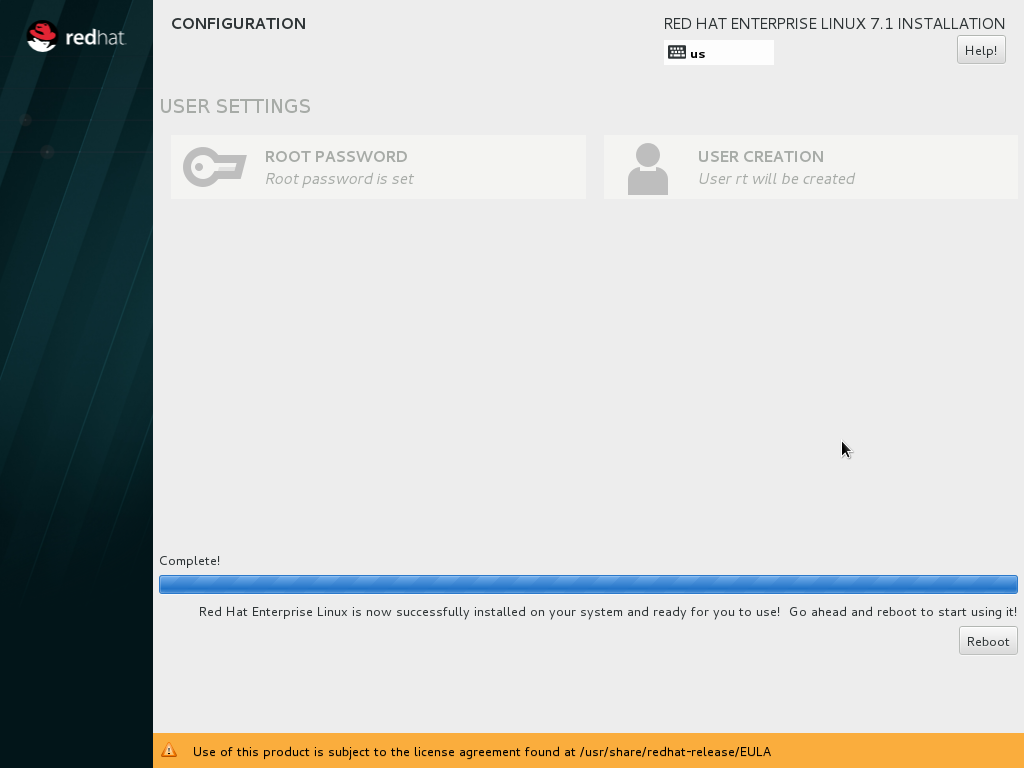 redhat.
CONFIGURATION
RED HAT ENTERPRISE LINUX 7.1 INSTALLATION
us
Help!
USER SETTINGS
ROOT PASSWORD
Root password is set
USER CREATION
User rt will be created
Complete!
Red Hat Enterprise Linux is now successfully installed on your system and ready for you to use! Go ahead and reboot to start using it!
Reboot
Use of this product is subject to the license agreement found at /usr/share/redhat-release/EULA